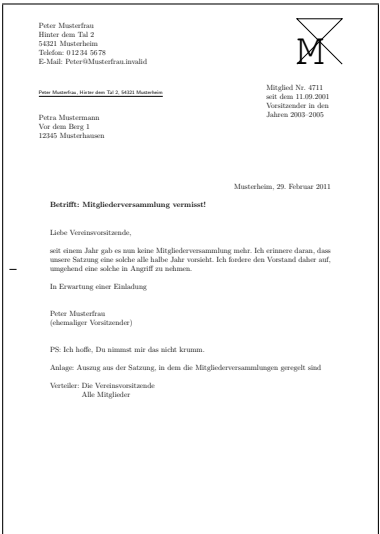 Peter Musterfrau
Hinter dem Tal 2
54321 Musterheim
Telefon: 01234 5678
E-Mail: Peter@Musterfrau.invalid
M
Peter Musterfrau, Hinter dem Tal 2, 54321 Musterheim
Mitglied Nr. 4711
seit dem 11.09.2001
Vorsitzender in den
Jahren 2003–2005
Petra Mustermann
Vor dem Berg 1
12345 Musterhausen
Musterheim, 29. Februar 2011
Betrifft: Mitgliederversammlung vermisst!
Liebe Vereinsvorsitzende,
seit einem Jahr gab es nun keine Mitgliederversammlung mehr. Ich erinnere daran, dass
unsere Satzung eine solche alle halbe Jahr vorsieht. Ich fordere den Vorstand daher auf,
umgehend eine solche in Angriff zu nehmen.
In Erwartung einer Einladung
Peter Musterfrau
(ehemaliger Vorsitzender)
PS: Ich hoffe, Du nimmst mir das nicht krumm.
Anlage: Auszug aus der Satzung, in dem die Mitgliederversammlungen geregelt sind
Verteiler: Die Vereinsvorsitzende
Alle Mitglieder